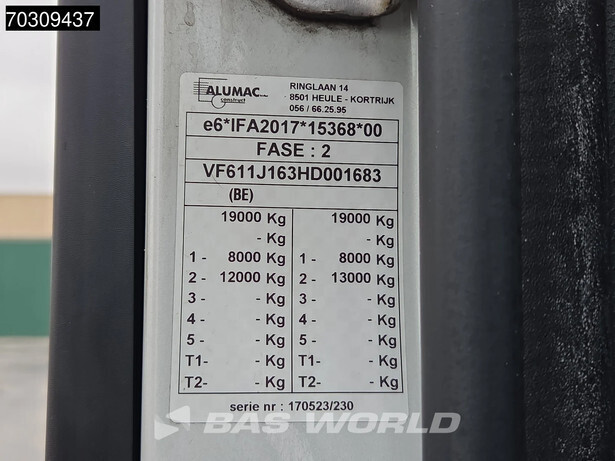 70309437
ALUMAC
construct
RINGLAAN 14
8501 HEULE - KORTRIJK
056 / 66.25.95
e6*IFA2017*15368*00
FASE : 2
VF611J163HD001683
(BE)
19000 Kg 19000 Kg
- Kg - Kg
1 - 8000 Kg 1 - 8000 Kg
2 - 12000 Kg 2 - 13000 Kg
3 - - Kg 3 - - Kg
4 - - Kg 4 - - Kg
5 - - Kg 5 - - Kg
T1- - Kg T1- - Kg
T2- - Kg T2- - Kg
serie nr : 170523/230
BAS WORLD